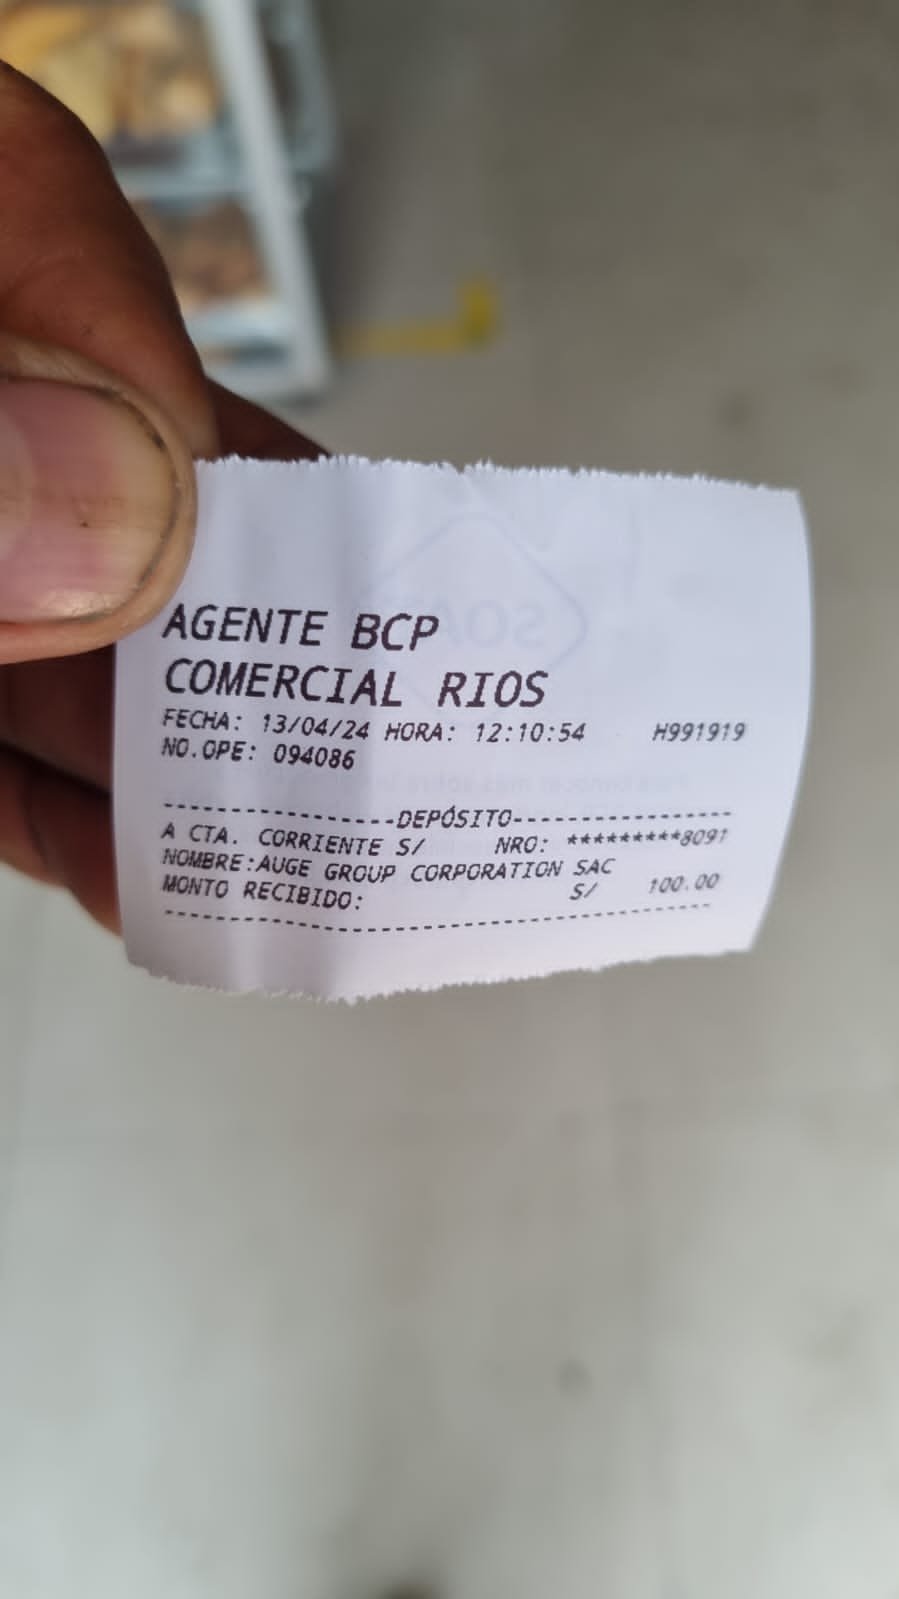 AGENTE BCP
COMERCIAL RIOS
FECHA: 13/04/24 HORA: 12:10:54 H991919
NO.OPE: 094086
------------------DEPÓSITO-----------------
A CTA. CORRIENTE S/ NRO: *********8091
NOMBRE:AUGE GROUP CORPORATION SAC
MONTO RECIBIDO: S/ 100.00
--------------------------------------------